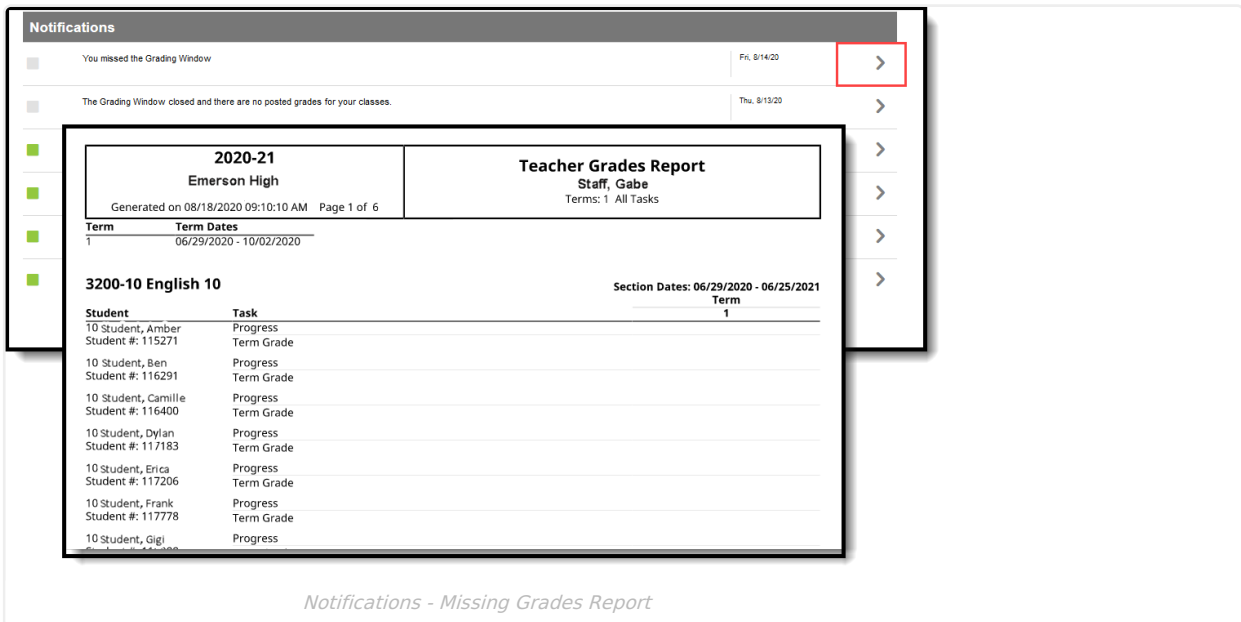 Notifications
You missed the Grading Window Fri, 8/14/20
The Grading Window closed and there are no posted grades for your classes. Thu, 8/13/20
2020-21
Emerson High
Generated on 08/18/2020 09:10:10 AM Page 1 of 6
Teacher Grades Report
Staff, Gabe
Terms: 1 All Tasks
Term Term Dates
1 06/29/2020 - 10/02/2020
3200-10 English 10
Section Dates: 06/29/2020 - 06/25/2021
Term
Student Task 1
10 Student, Amber Progress
Student #: 115271 Term Grade
10 Student, Ben Progress
Student #: 116291 Term Grade
10 Student, Camille Progress
Student #: 116400 Term Grade
10 Student, Dylan Progress
Student #: 117183 Term Grade
10 Student, Erica Progress
Student #: 117206 Term Grade
10 Student, Frank Progress
Student #: 117778 Term Grade
10 Student, Gigi Progress
Notifications - Missing Grades Report